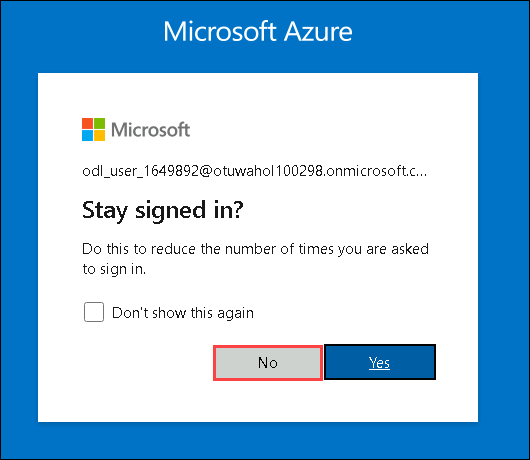 Microsoft Azure
Microsoft
odl_user_1649892@otuwahol100298.onmicrosoft.c...
Stay signed in?
Do this to reduce the number of times you are asked
to sign in.
Don't show this again
No
Yes